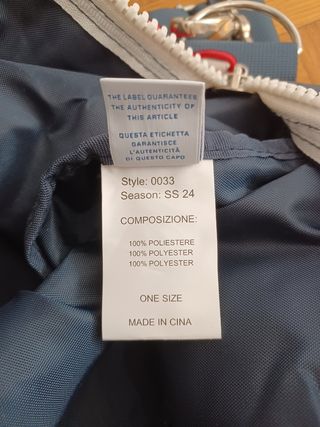 THE LABEL GUARANTEES
THE AUTHENTICITY OF
THIS ARTICLE
QUESTA ETICHETTA
GARANTISCE
L'AUTENTICITÀ
DI QUESTO CAPO
Style: 0033
Season: SS 24
COMPOSIZIONE:
100% POLIESTERE
100% POLYESTER
100% POLYESTER
ONE SIZE
MADE IN CINA